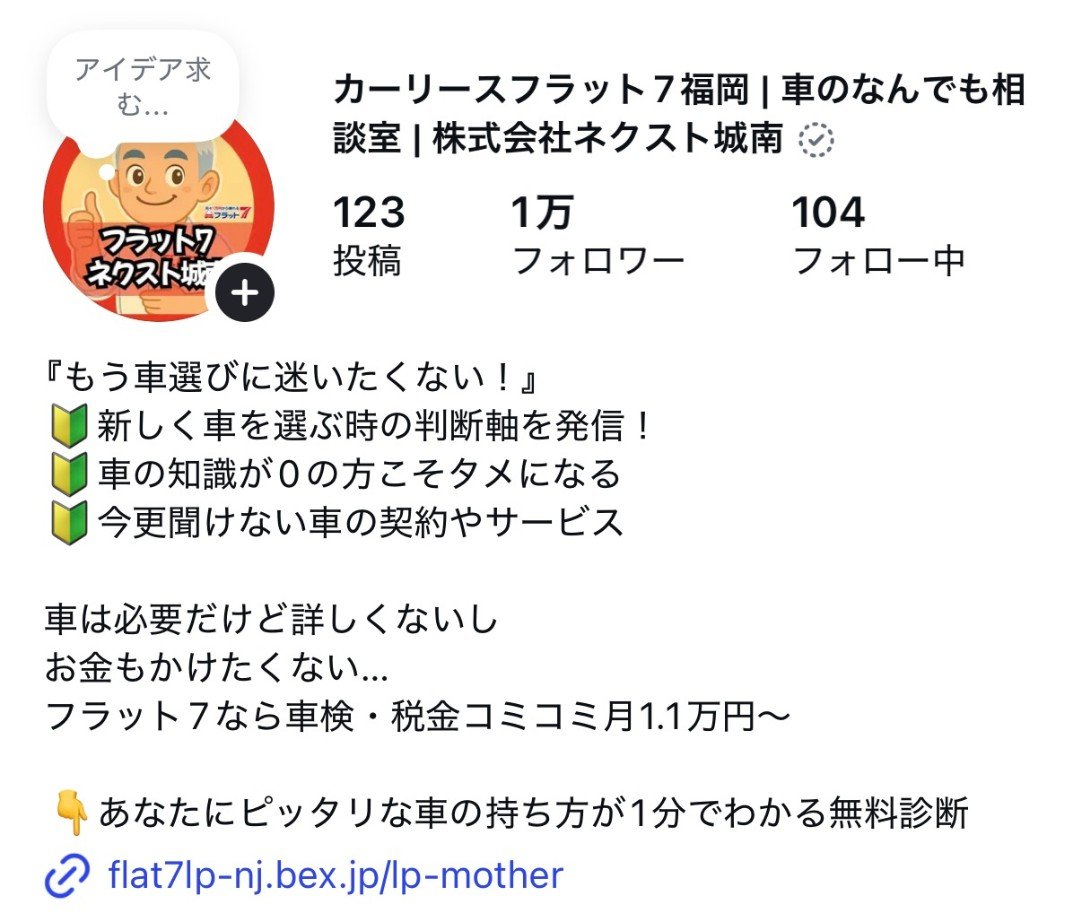 アイデア求
む...
カーリースフラット7福岡 | 車のなんでも相
談室 | 株式会社ネクスト城南
123
1万
104
投稿
フォロワー
フォロー中
フラット7
フラット7
ネクスト城南
『もう車選びに迷いたくない！』
🔰新しく車を選ぶ時の判断軸を発信！
🔰車の知識が0の方こそタメになる
🔰今更聞けない車の契約やサービス
車は必要だけど詳しくないし
お金もかけたくない...
フラット7なら車検・税金コミコミ月1.1万円〜
👇あなたにピッタリな車の持ち方が1分でわかる無料診断
flat7lp-nj.bex.jp/lp-mother